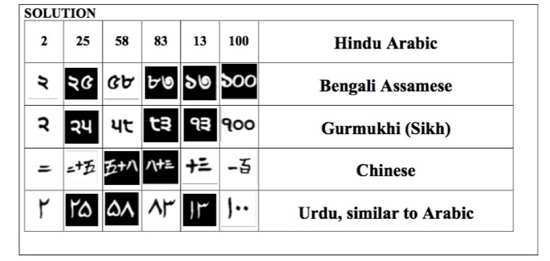 SOLUTION
2 25 58 83 13 100 Hindu Arabic
২ ২৫ ৫৮ ৮৩ ১৩ ১০০ Bengali Assamese
੨ ੨੫ ੫੮ ੮੩ ੧੩ ੧੦੦ Gurmukhi (Sikh)
二 二十五 五十八 八十三 十三 一百 Chinese
۲ ۲۵ ۵۸ ۸۳ ۱۳ ۱۰۰ Urdu, similar to Arabic